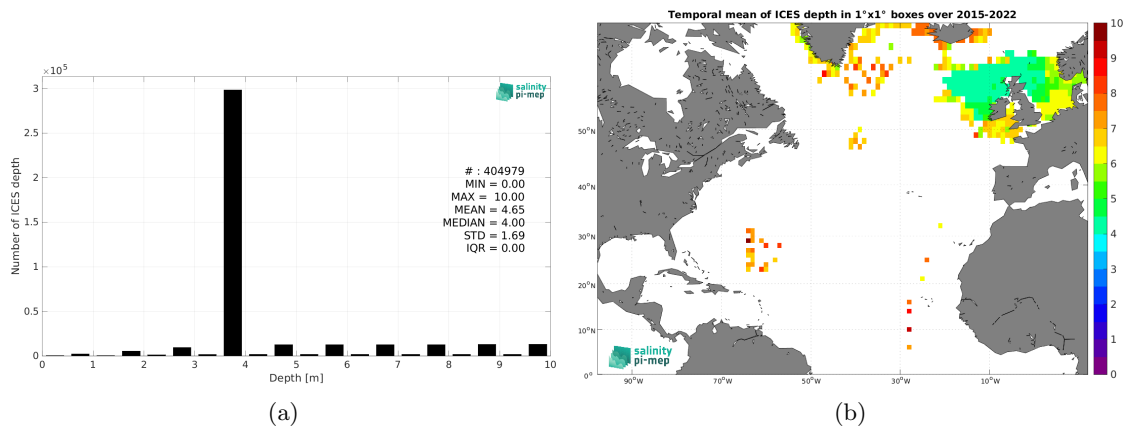 ×10⁵
3
2.5
2
1.5
1
0.5
0
Number of ICES depth
salinity
pi-mep
# : 404979
MIN = 0.00
MAX = 10.00
MEAN = 4.65
MEDIAN = 4.00
STD = 1.69
IQR = 0.00
0 1 2 3 4 5 6 7 8 9 10
Depth [m]
(a)
Temporal mean of ICES depth in 1°x1° boxes over 2015-2022
50°N
40°N
30°N
20°N
10°N
0°
90°W 70°W 50°W 30°W 10°W
salinity
pi-mep
10
9
8
7
6
5
4
3
2
1
0
(b)